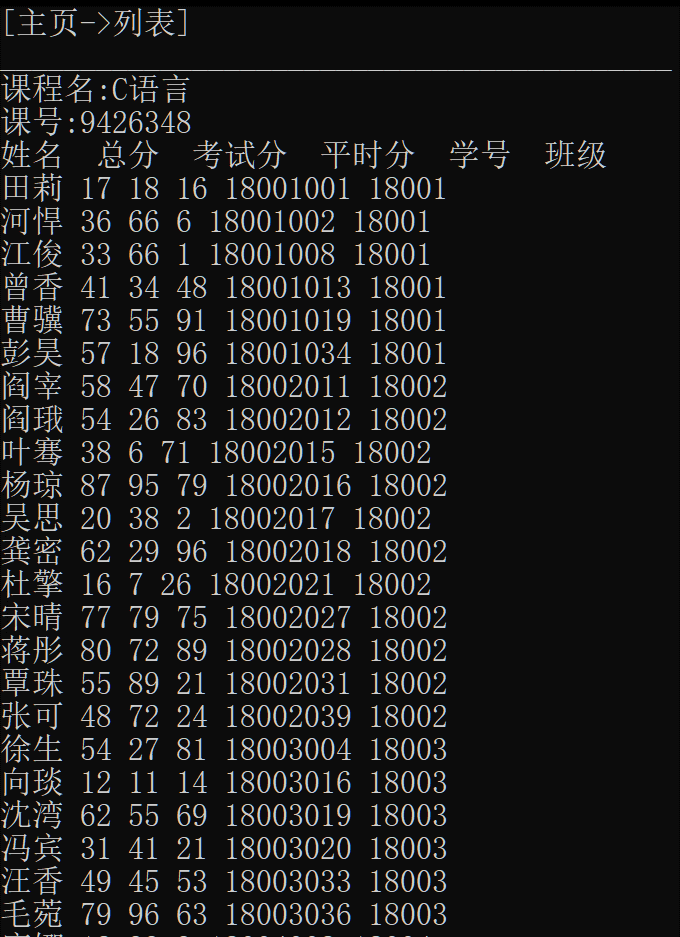 [主页->列表]
课程名:C语言
课号:9426348
姓名 总分 考试分 平时分 学号 班级
田莉 17 18 16 18001001 18001
河悍 36 66 6 18001002 18001
江俊 33 66 1 18001008 18001
曾香 41 34 48 18001013 18001
曹骥 73 55 91 18001019 18001
彭昊 57 18 96 18001034 18001
阎宰 58 47 70 18002011 18002
阎珴 54 26 83 18002012 18002
叶骞 38 6 71 18002015 18002
杨琼 87 95 79 18002016 18002
吴思 20 38 2 18002017 18002
龚密 62 29 96 18002018 18002
杜擎 16 7 26 18002021 18002
宋晴 77 79 75 18002027 18002
蒋彤 80 72 89 18002028 18002
覃珠 55 89 21 18002031 18002
张可 48 72 24 18002039 18002
徐生 54 27 81 18003004 18003
向琰 12 11 14 18003016 18003
沈湾 62 55 69 18003019 18003
冯宾 31 41 21 18003020 18003
汪香 49 45 53 18003033 18003
毛菀 79 96 63 18003036 18003